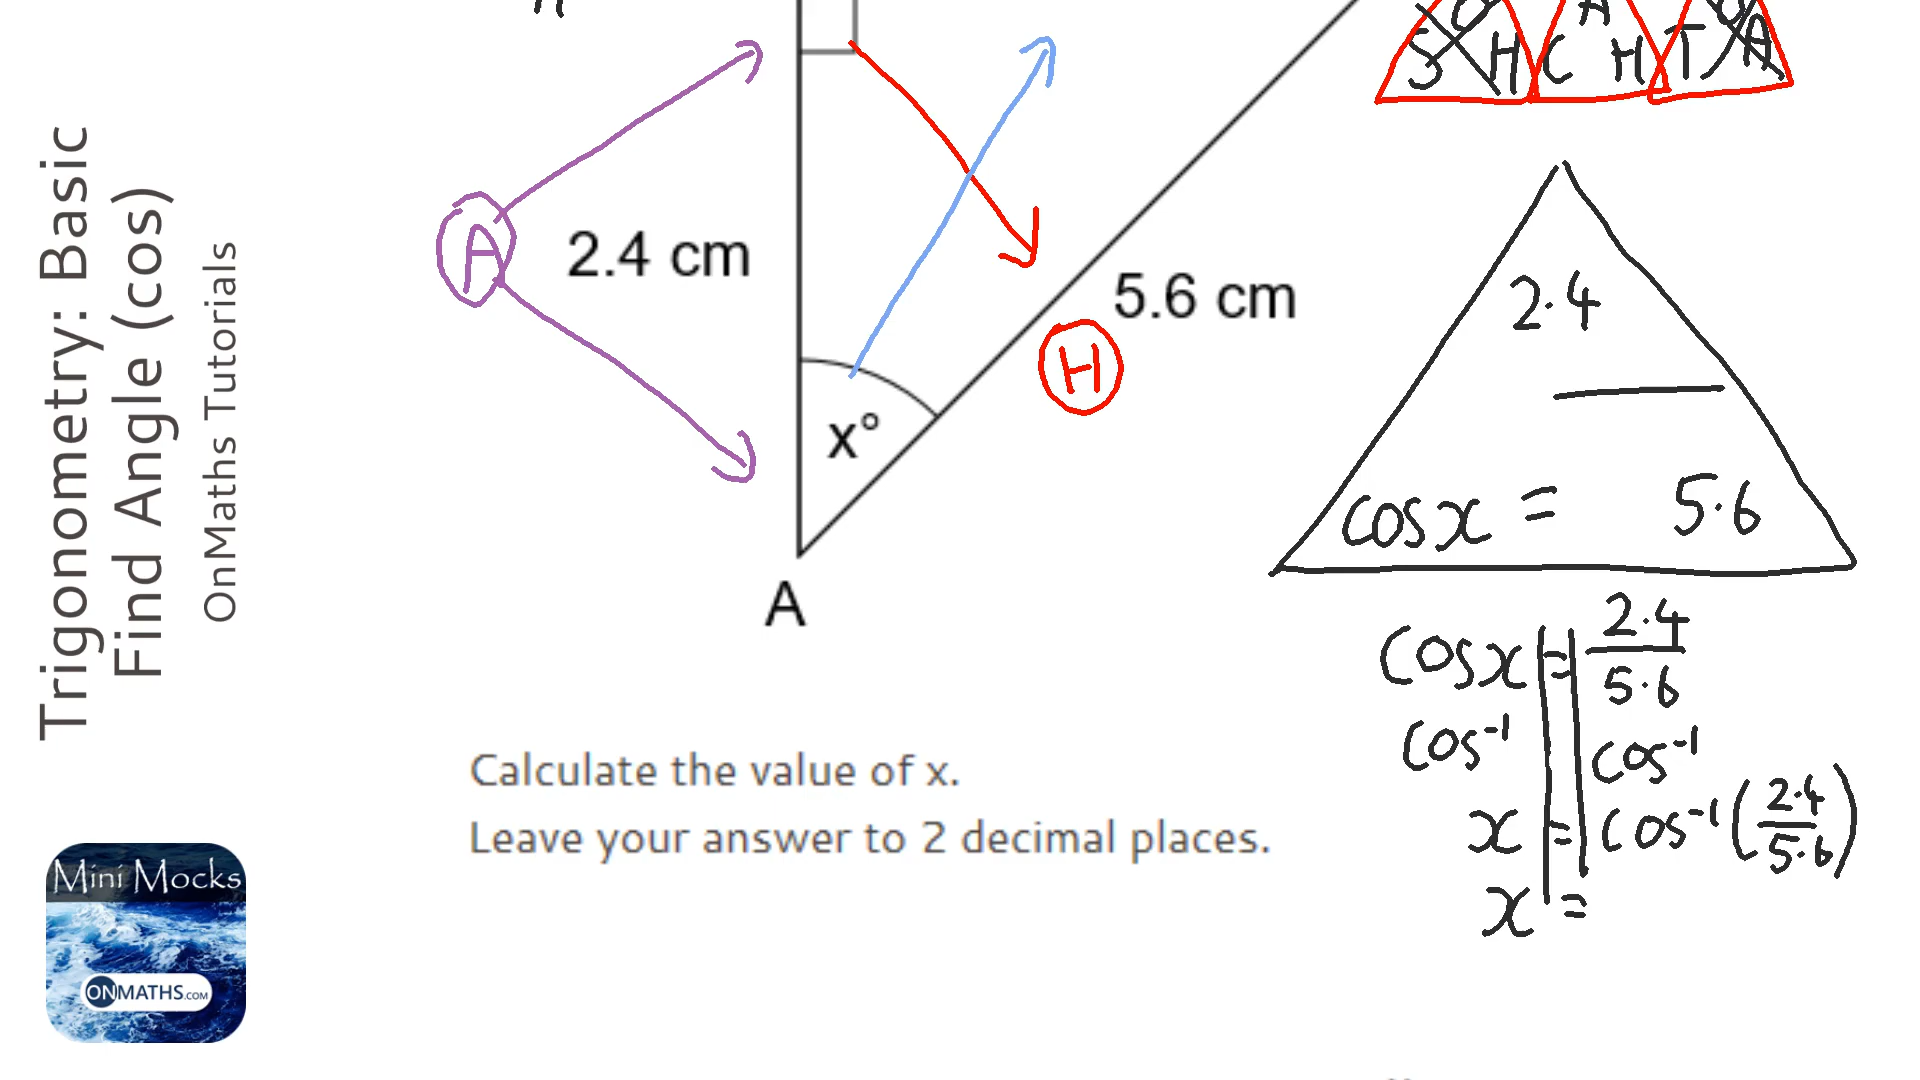 Trigonometry: Basic
Find Angle (cos)
OnMaths Tutorials
Mini Mocks
ONMATHS.COM
A
2.4 cm
5.6 cm
H
x°
A
Calculate the value of x.
Leave your answer to 2 decimal places.
O A O
S H C H T A
2.4
cosx = 5.6
cosx = 2.4/5.6
cos⁻¹ cos⁻¹
x = cos⁻¹(2.4/5.6)
x =